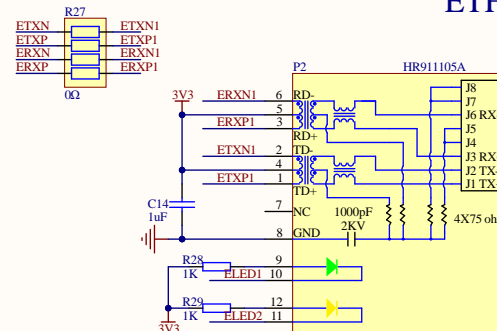 ETH
R27
ETXN ETXN1
ETXP ETXP1
ERXN ERXN1
ERXP ERXP1
0Ω
P2 HR911105A
3V3
ERXN1 6 RD-
5
ERXP1 3 RD+
ETXN1 2 TD-
4
ETXP1 1 TD+
J8
J7
J6 RX
J5
J4
J3 RX
J2 TX
J1 TX
C14
1uF
7 NC
8 GND
1000pF
2KV
4X75 oh
R28
1K
9
ELED1 10
R29
1K
12
ELED2 11
3V3